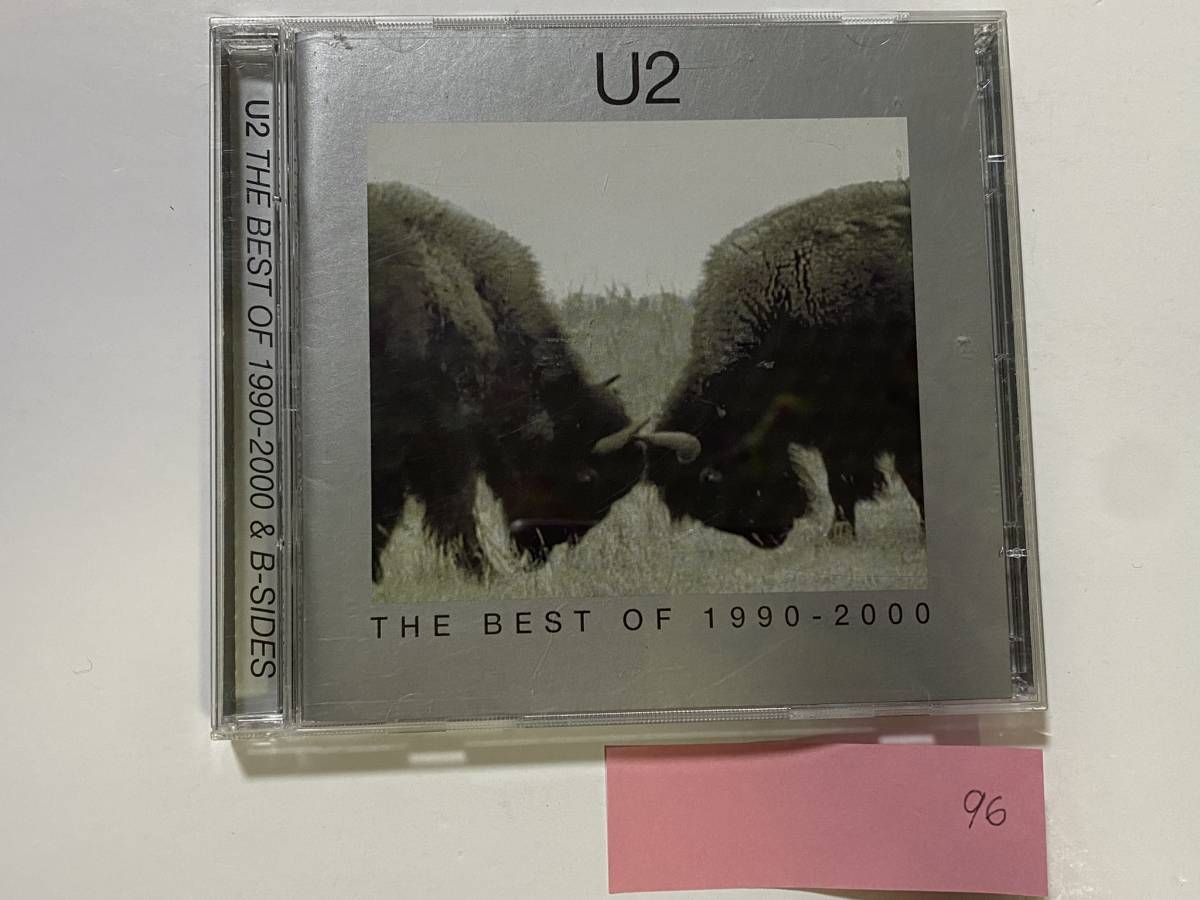 U2
THE BEST OF 1990-2000
U2 THE BEST OF 1990-2000 & B-SIDES
96